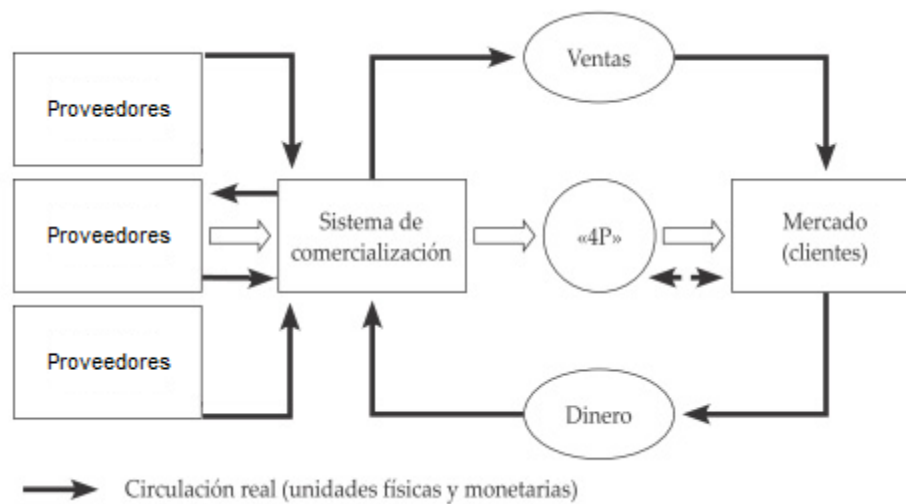 Proveedores
Proveedores
Proveedores
Sistema de
comercialización
Ventas
«4P»
Dinero
Mercado
(clientes)
Circulación real (unidades físicas y monetarias)